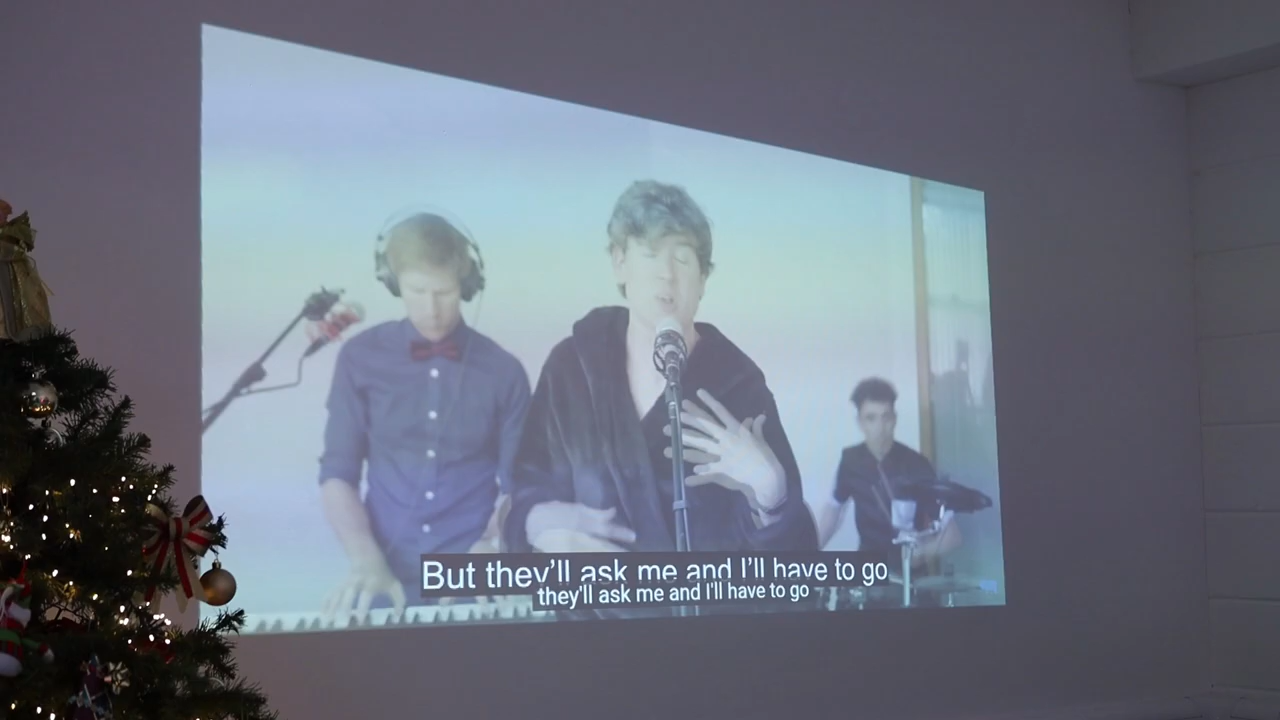 But they’ll ask me and I’ll have to go
they'll ask me and I'll have to go